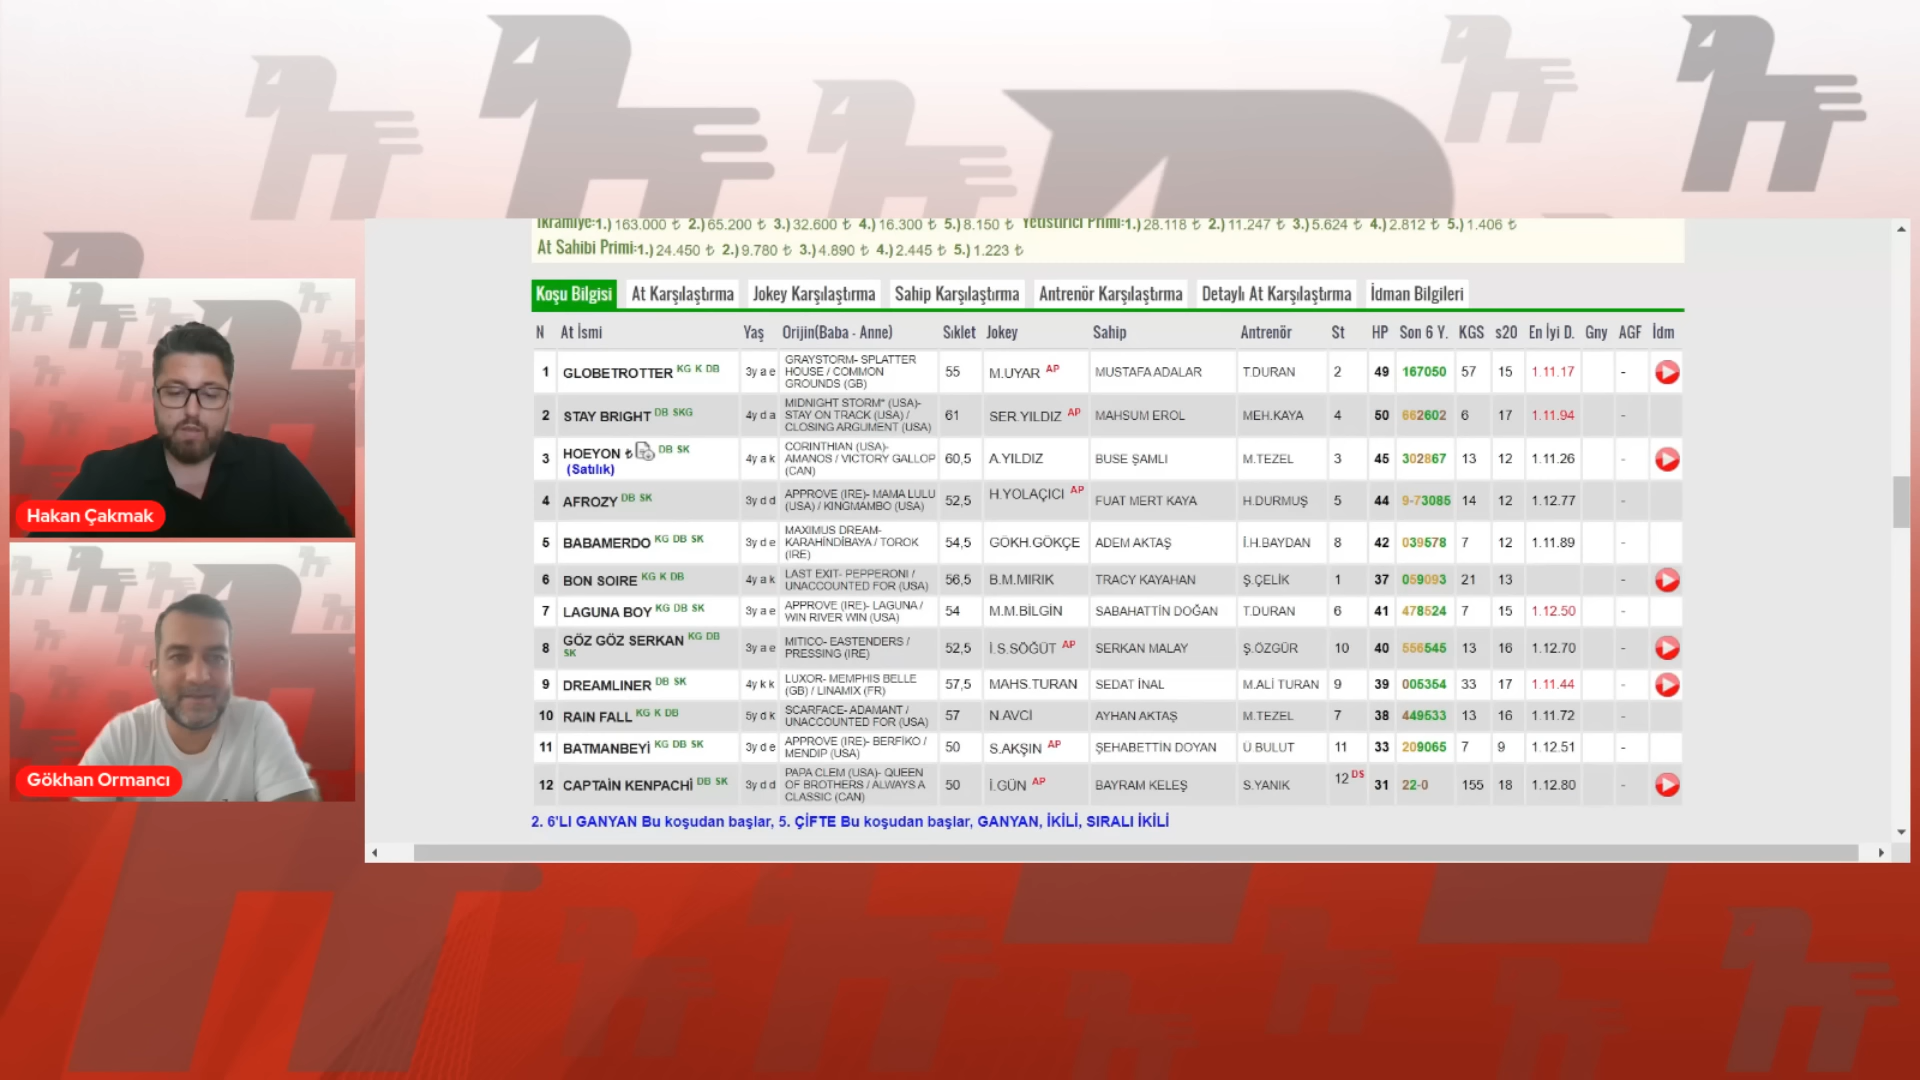 İkramiye:1.) 163.000 ₺ 2.) 65.200 ₺ 3.) 32.600 ₺ 4.) 16.300 ₺ 5.) 8.150 ₺ Yetiştirici Primi:1.) 28.118 ₺ 2.) 11.247 ₺ 3.) 5.624 ₺ 4.) 2.812 ₺ 5.) 1.406 ₺
At Sahibi Primi:1.) 24.450 ₺ 2.) 9.780 ₺ 3.) 4.890 ₺ 4.) 2.445 ₺ 5.) 1.223 ₺
Koşu Bilgisi At Karşılaştırma Jokey Karşılaştırma Sahip Karşılaştırma Antrenör Karşılaştırma Detaylı At Karşılaştırma İdman Bilgileri
N At İsmi Yaş Orijin(Baba - Anne) Sıklet Jokey Sahip Antrenör St HP Son 6 Y. KGS s20 En İyi D. Gny AGF İdm
1 GLOBETROTTER KG K DB 3y a e GRAYSTORM- SPLATTER HOUSE / COMMON GROUNDS (GB) 55 M.UYAR AP MUSTAFA ADALAR T.DURAN 2 49 167050 57 15 1.11.17 -
2 STAY BRIGHT DB SKG 4y d a MIDNIGHT STORM* (USA)- STAY ON TRACK (USA) / CLOSING ARGUMENT (USA) 61 SER.YILDIZ AP MAHSUM EROL MEH.KAYA 4 50 662602 6 17 1.11.94 -
3 HOEYON ₺ DB SK (Satılık) 4y a k CORINTHIAN (USA)- AMANOS / VICTORY GALLOP (CAN) 60,5 A.YILDIZ BUSE ŞAMLI M.TEZEL 3 45 302867 13 12 1.11.26 -
4 AFROZY DB SK 3y d d APPROVE (IRE)- MAMA LULU (USA) / KINGMAMBO (USA) 52,5 H.YOLAÇICI AP FUAT MERT KAYA H.DURMUŞ 5 44 9-73085 14 12 1.12.77 -
5 BABAMERDO KG DB SK 3y d e MAXIMUS DREAM- KARAHİNDİBAYA / TOROK (IRE) 54,5 GÖKH.GÖKÇE ADEM AKTAŞ İ.H.BAYDAN 8 42 039578 7 12 1.11.89 -
6 BON SOIRE KG K DB 4y a k LAST EXIT- PEPPERONI / UNACCOUNTED FOR (USA) 56,5 B.M.MIRIK TRACY KAYAHAN Ş.ÇELİK 1 37 059093 21 13 -
7 LAGUNA BOY KG DB SK 3y a e APPROVE (IRE)- LAGUNA / WIN RIVER WIN (USA) 54 M.M.BİLGİN SABAHATTİN DOĞAN T.DURAN 6 41 478524 7 15 1.12.50 -
8 GÖZ GÖZ SERKAN KG DB SK 3y a e MITICO- EASTENDERS / PRESSING (IRE) 52,5 İ.S.SÖĞÜT AP SERKAN MALAY Ş.ÖZGÜR 10 40 556545 13 16 1.12.70 -
9 DREAMLINER DB SK 4y k k LUXOR- MEMPHIS BELLE (GB) / LINAMIX (FR) 57,5 MAHS.TURAN SEDAT İNAL M.ALİ TURAN 9 39 005354 33 17 1.11.44 -
10 RAIN FALL KG K DB 5y d k SCARFACE- ADAMANT / UNACCOUNTED FOR (USA) 57 N.AVCİ AYHAN AKTAŞ M.TEZEL 7 38 449533 13 16 1.11.72 -
11 BATMANBEYİ KG DB SK 3y d e APPROVE (IRE)- BERFİKO / MENDIP (USA) 50 S.AKŞIN AP ŞEHABETTİN DOYAN Ü.BULUT 11 33 209065 7 9 1.12.51 -
12 CAPTAİN KENPACHİ DB SK 3y d d PAPA CLEM (USA)- QUEEN OF BROTHERS / ALWAYS A CLASSIC (CAN) 50 İ.GÜN AP BAYRAM KELEŞ S.YANIK 12 DS 31 22-0 155 18 1.12.80 -
2. 6'LI GANYAN Bu koşudan başlar, 5. ÇİFTE Bu koşudan başlar, GANYAN, İKİLİ, SIRALI İKİLİ
Hakan Çakmak
Gökhan Ormancı